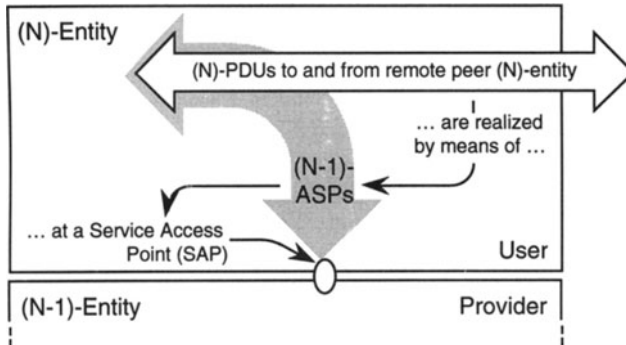 (N)-Entity
(N)-PDUs to and from remote peer (N)-entity
... are realized
by means of ...
(N-1)-
ASPs
... at a Service Access
Point (SAP)
User
(N-1)-Entity
Provider